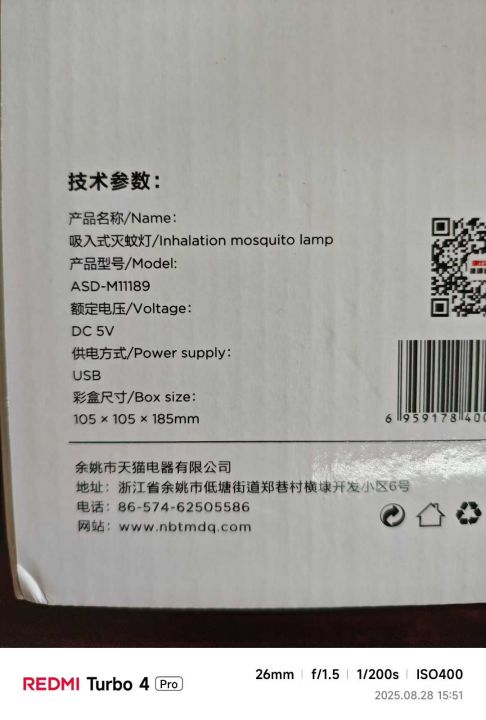 技术参数：
产品名称/Name：
吸入式灭蚊灯/Inhalation mosquito lamp
产品型号/Model:
ASD-M11189
额定电压/Voltage：
DC 5V
供电方式/Power supply：
USB
彩盒尺寸/Box size：
105 × 105 × 185mm
6 959178 400
余姚市天猫电器有限公司
地址：浙江省余姚市低塘街道郑巷村横埭开发小区6号
电话：86-574-62505586
网站：www.nbtmdq.com
REDMI Turbo 4 Pro
26mm | f/1.5 | 1/200s | ISO400
2025.08.28 15:51